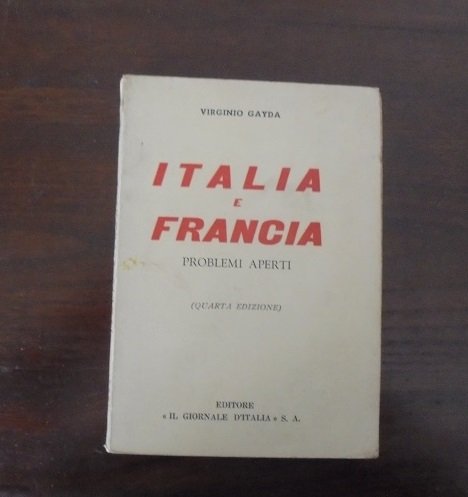 VIRGINIO GAYDA
ITALIA
E
FRANCIA
PROBLEMI APERTI
(QUARTA EDIZIONE)
EDITORE
« IL GIORNALE D'ITALIA » S. A.